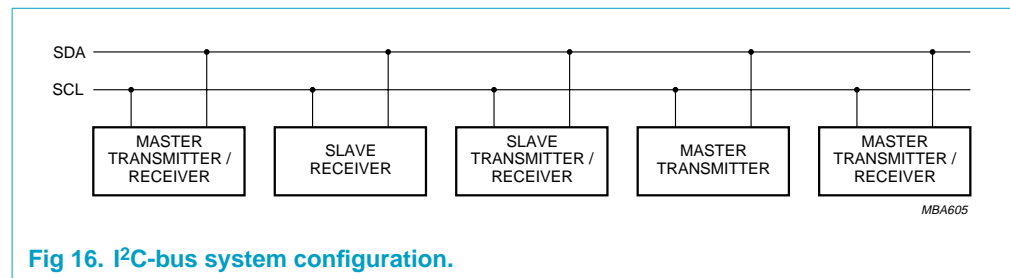 SDA
SCL
MASTER
TRANSMITTER /
RECEIVER
SLAVE
RECEIVER
SLAVE
TRANSMITTER /
RECEIVER
MASTER
TRANSMITTER
MASTER
TRANSMITTER /
RECEIVER
MBA605
Fig 16. I²C-bus system configuration.